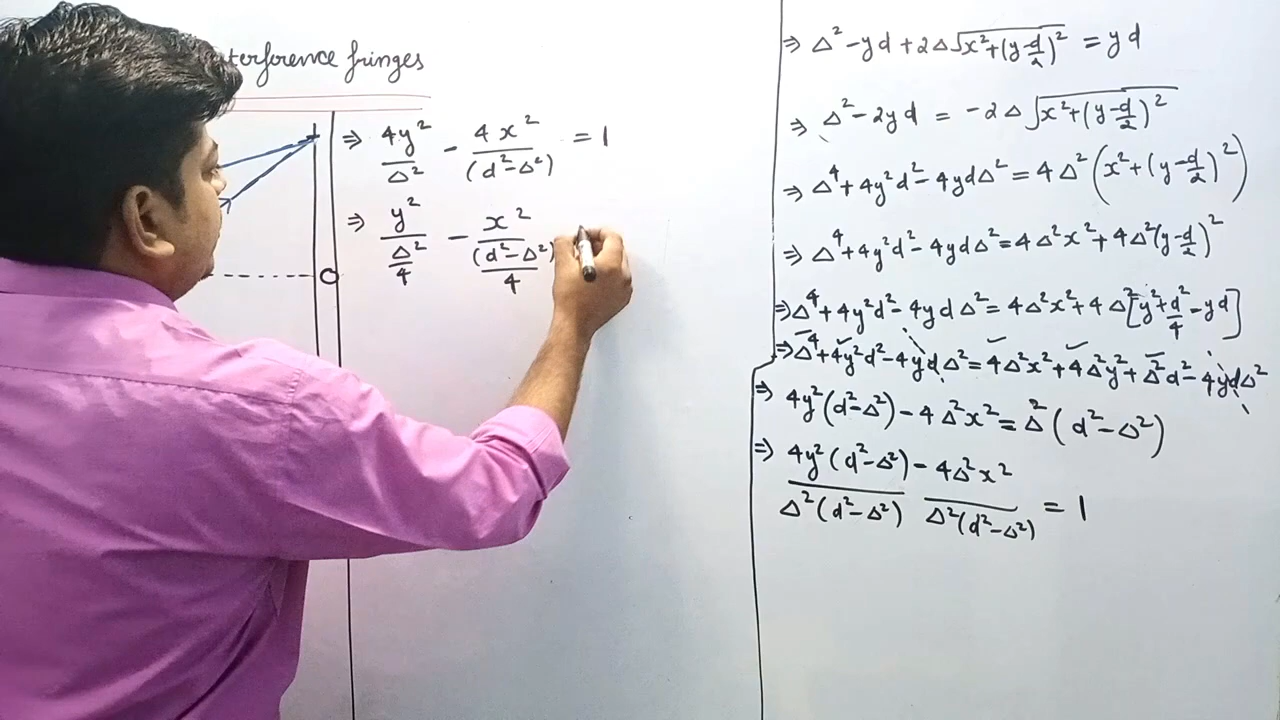 terference fringes
⇒ 4y²/Δ² - 4x²/(d²-Δ²) = 1
⇒ y²/(Δ²/4) - x²/((d²-Δ²)/4)
⇒ Δ² - yd + 2Δ√(x²+(y-d/2)²) = yd
⇒ Δ² - 2yd = -2Δ√(x²+(y-d/2)²)
⇒ Δ⁴ + 4y²d² - 4ydΔ² = 4Δ²(x²+(y-d/2)²)
⇒ Δ⁴ + 4y²d² - 4ydΔ² = 4Δ²x² + 4Δ²(y-d/2)²
⇒ Δ⁴ + 4y²d² - 4ydΔ² = 4Δ²x² + 4Δ²[y²+d²/4-yd]
⇒ Δ⁴ + 4y²d² - 4ydΔ² = 4Δ²x² + 4Δ²y² + Δ²d² - 4ydΔ²
⇒ 4y²(d²-Δ²) - 4Δ²x² = Δ²(d²-Δ²)
⇒ 4y²(d²-Δ²)/Δ²(d²-Δ²) - 4Δ²x²/Δ²(d²-Δ²) = 1